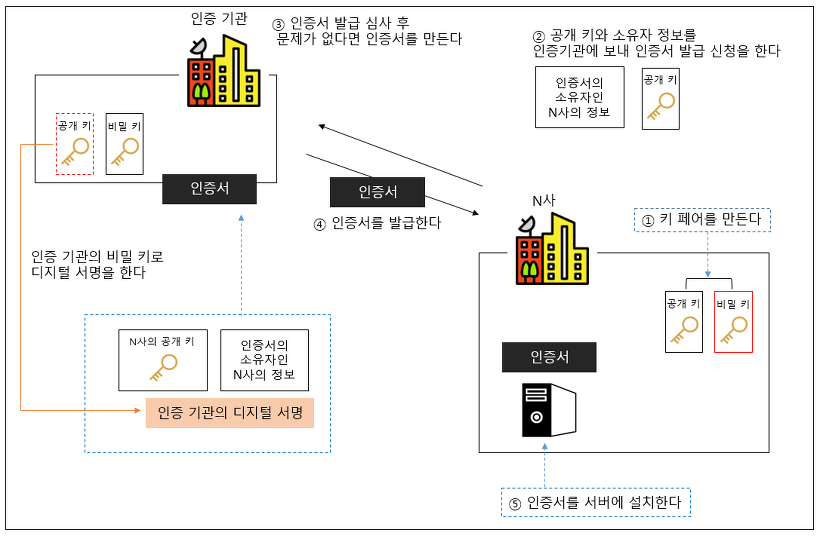 인증 기관
③ 인증서 발급 심사 후
문제가 없다면 인증서를 만든다
② 공개 키와 소유자 정보를
인증기관에 보내 인증서 발급 신청을 한다
인증서의
소유자인
N사의 정보
공개 키
공개 키
비밀 키
인증서
인증서
④ 인증서를 발급한다
N사
① 키 페어를 만든다
인증 기관의 비밀 키로
디지털 서명을 한다
공개 키
비밀 키
N사의 공개 키
인증서의
소유자인
N사의 정보
인증 기관의 디지털 서명
인증서
⑤ 인증서를 서버에 설치한다